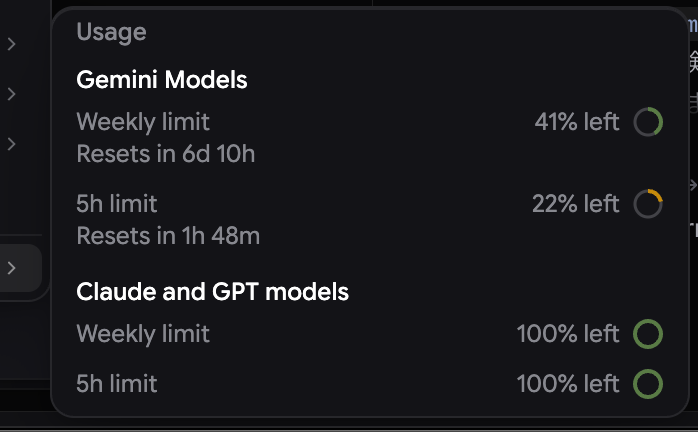 Usage
Gemini Models
Weekly limit 41% left
Resets in 6d 10h
5h limit 22% left
Resets in 1h 48m
Claude and GPT models
Weekly limit 100% left
5h limit 100% left